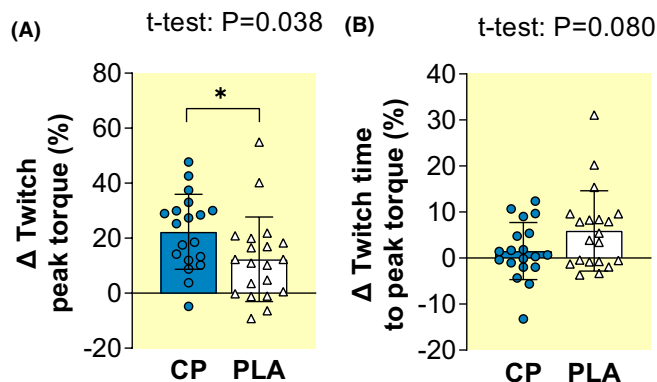 (A)
t-test: P=0.038
Δ Twitch
peak torque (%)
80
60
40
20
0
-20
*
CP
PLA
(B)
t-test: P=0.080
Δ Twitch time
to peak torque (%)
40
30
20
10
0
-10
-20
CP
PLA